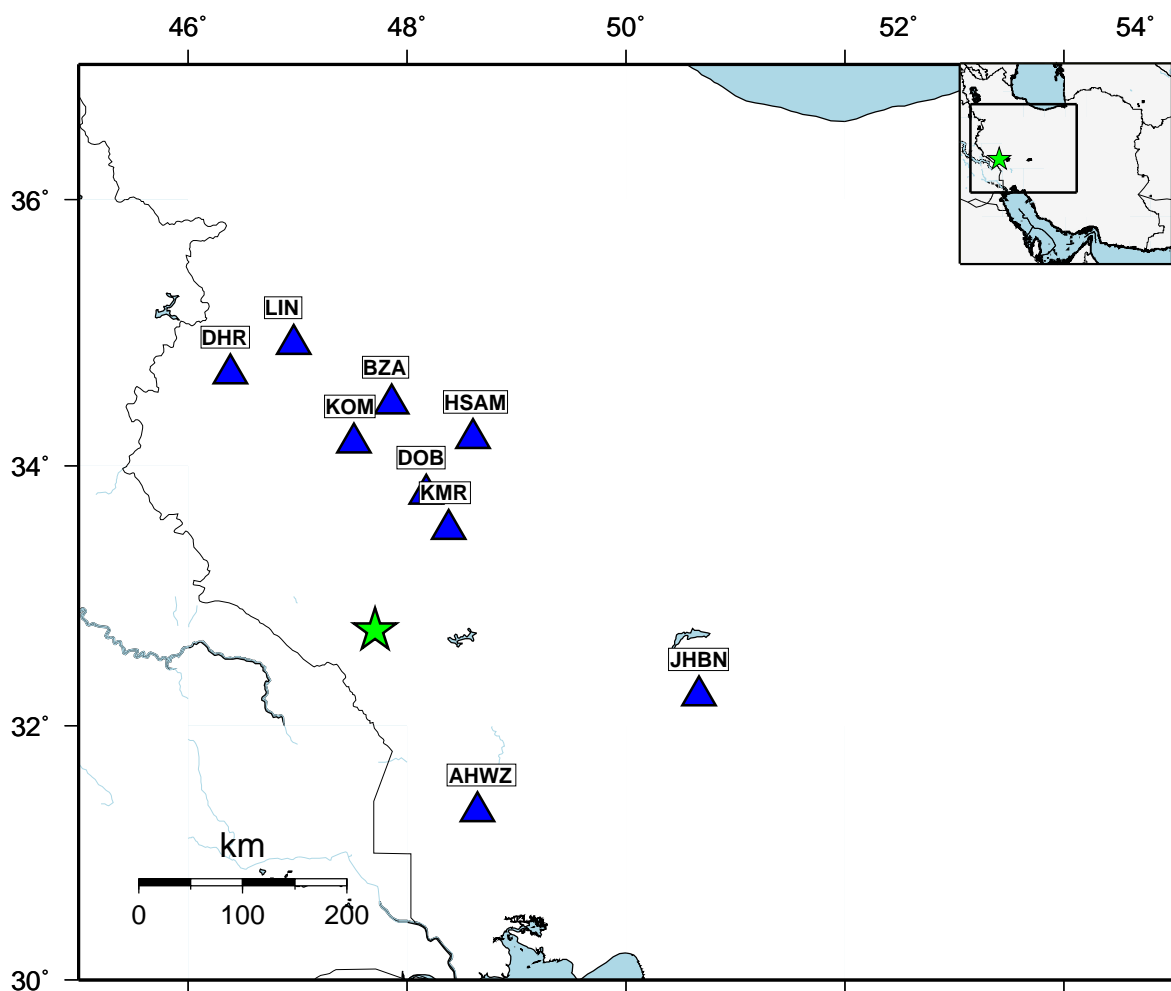 46˚ 48˚ 50˚ 52˚ 54˚
36˚
LIN
DHR
BZA
HSAM
KOM
DOB
34˚
KMR
JHBN
32˚
AHWZ
km
0 100 200
30˚